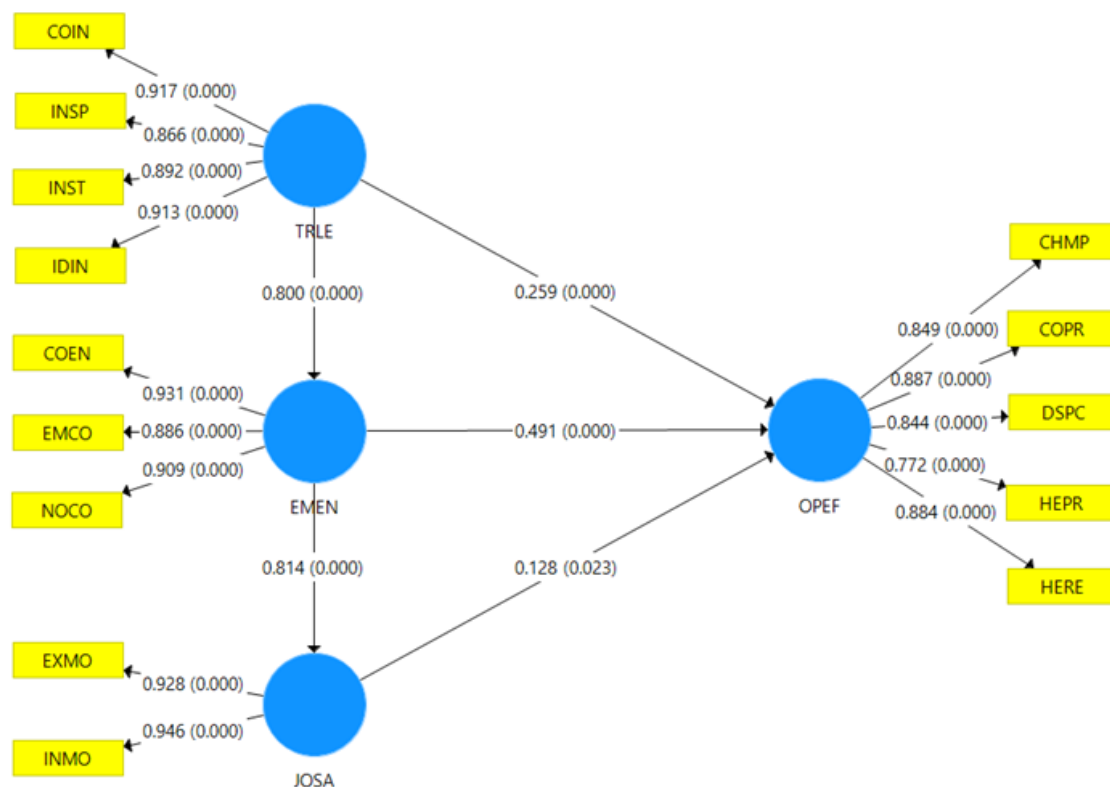 COIN
0.917 (0.000)
INSP
0.866 (0.000)
INST
0.892 (0.000)
0.913 (0.000)
IDIN
TRLE
0.800 (0.000)
0.259 (0.000)
CHMP
0.849 (0.000)
COPR
0.887 (0.000)
DSPC
0.844 (0.000)
0.772 (0.000)
HEPR
0.884 (0.000)
HERE
OPEF
COEN
0.931 (0.000)
EMCO
0.886 (0.000)
0.909 (0.000)
NOCO
EMEN
0.491 (0.000)
0.814 (0.000)
0.128 (0.023)
EXMO
0.928 (0.000)
0.946 (0.000)
INMO
JOSA